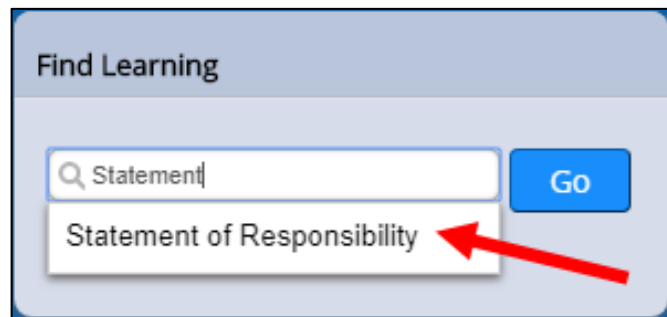 Find Learning
Statement
Go
Statement of Responsibility